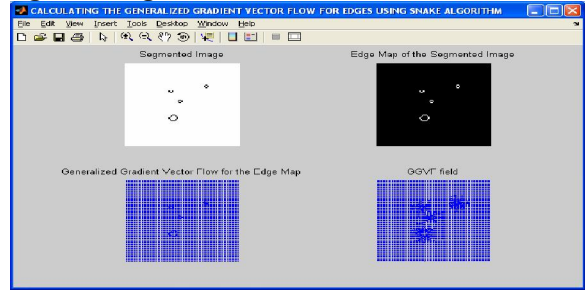 CALCULATING THE GENERALIZED GRADIENT VECTOR FLOW FOR EDGES USING SNAKE ALGORITHM
File Edit View Insert Tools Desktop Window Help
Segmented Image
Edge Map of the Segmented Image
Generalized Gradient Vector Flow for the Edge Map
GGVF field